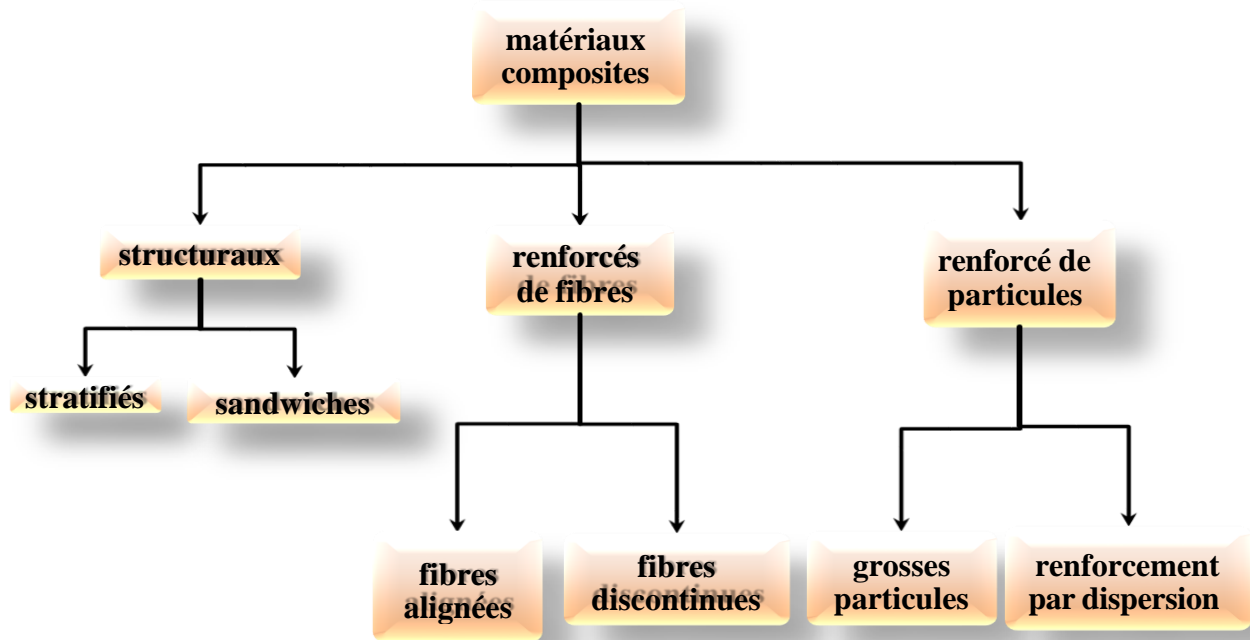 matériaux
composites
structuraux
renforcés
de fibres
renforcé de
particules
stratifiés
sandwiches
fibres
alignées
fibres
discontinues
grosses
particules
renforcement
par dispersion